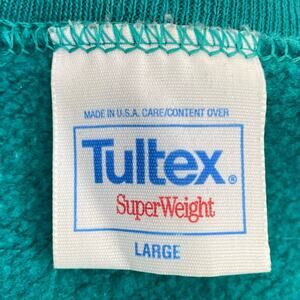 MADE IN U.S.A. CARE/CONTENT OVER
Tultex®
SuperWeight
LARGE